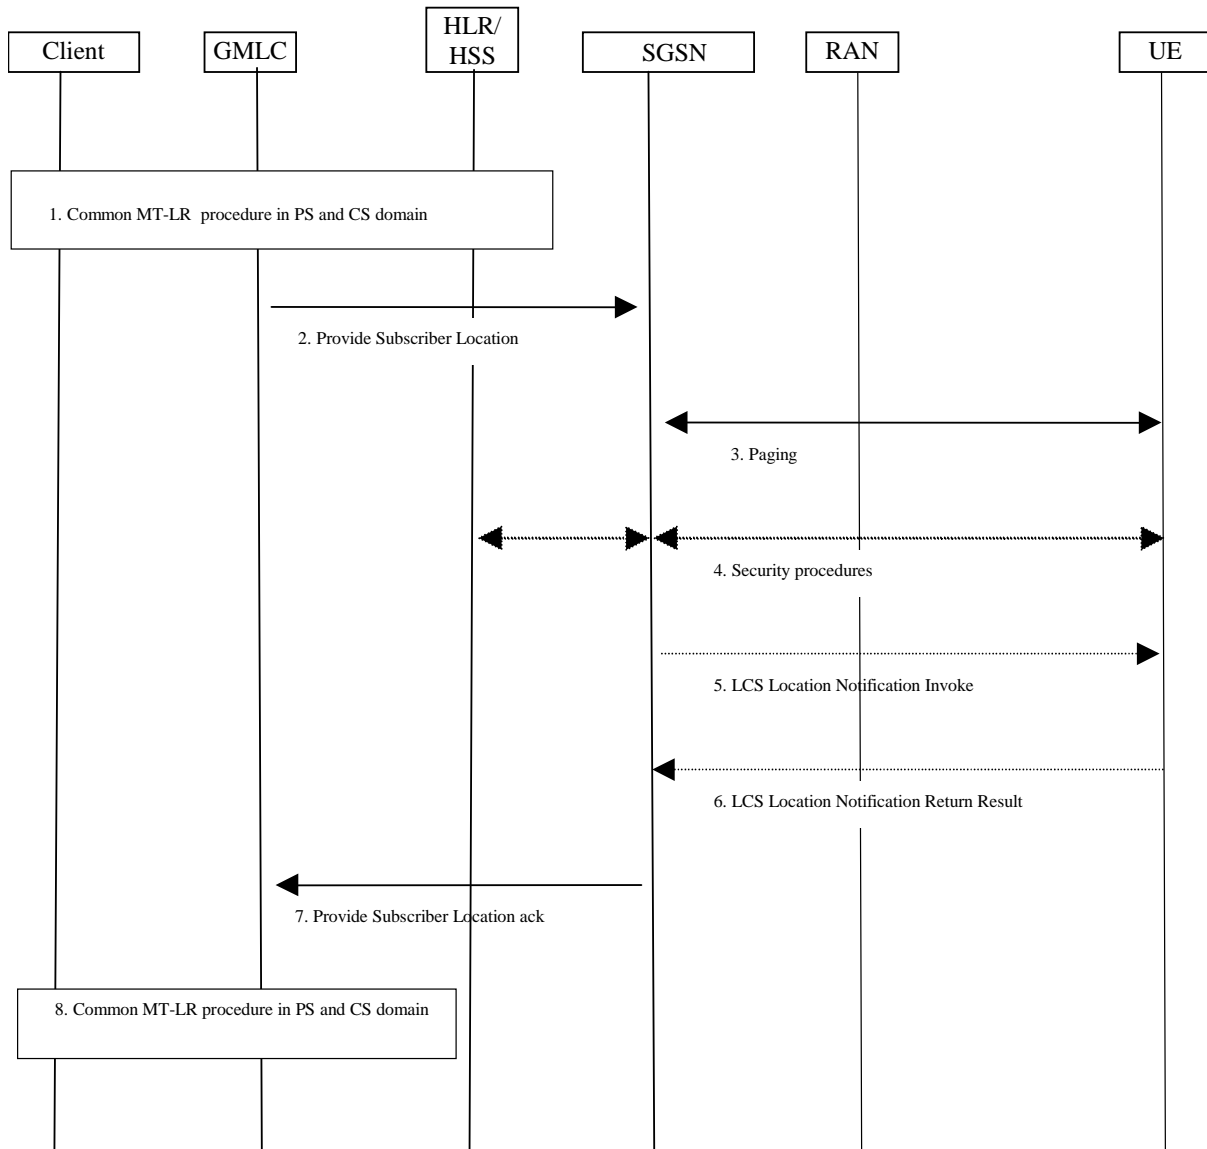 Client
GMLC
HLR/
HSS
SGSN
RAN
UE
1. Common MT-LR procedure in PS and CS domain
2. Provide Subscriber Location
3. Paging
4. Security procedures
5. LCS Location Notification Invoke
6. LCS Location Notification Return Result
7. Provide Subscriber Location ack
8. Common MT-LR procedure in PS and CS domain